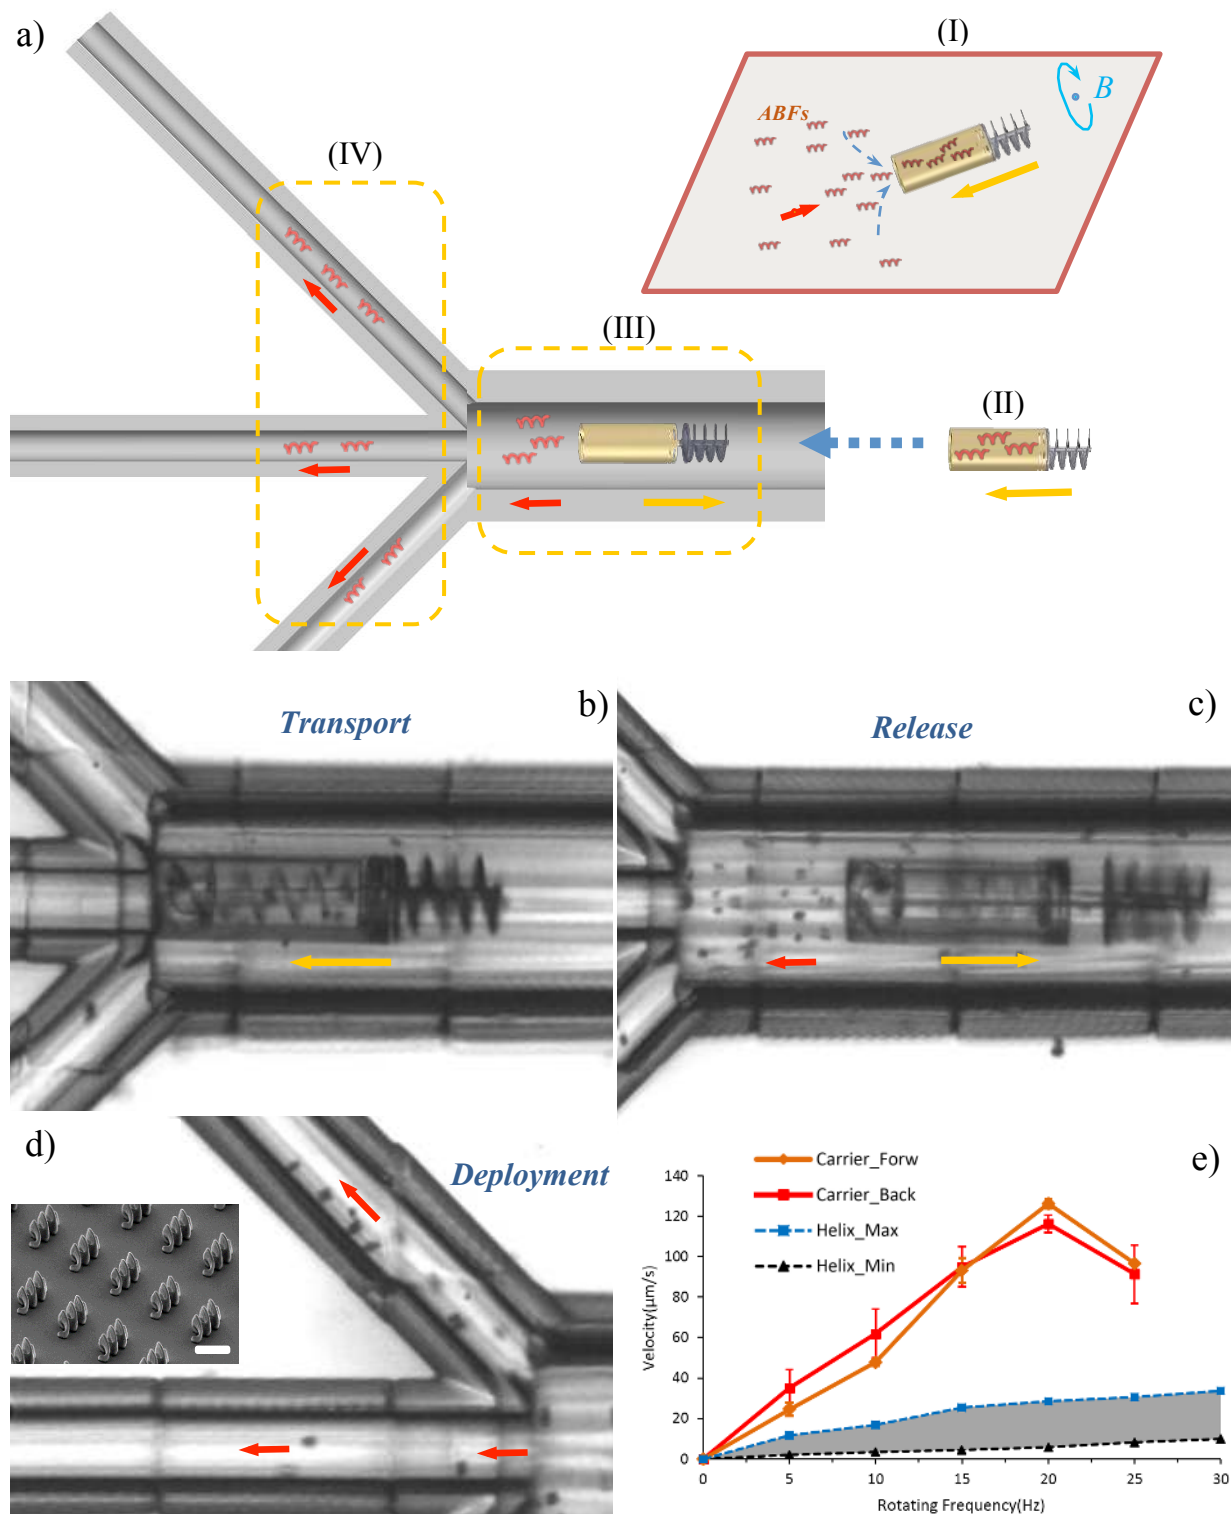 a)
(I)
B
ABFs
(IV)
(III)
(II)
Transport
b)
Release
c)
d)
Deployment
e)
Carrier_Forw
Carrier_Back
Helix_Max
Helix_Min
140
120
100
80
60
40
20
0
Velocity(μm/s)
0 5 10 15 20 25 30
Rotating Frequency(Hz)